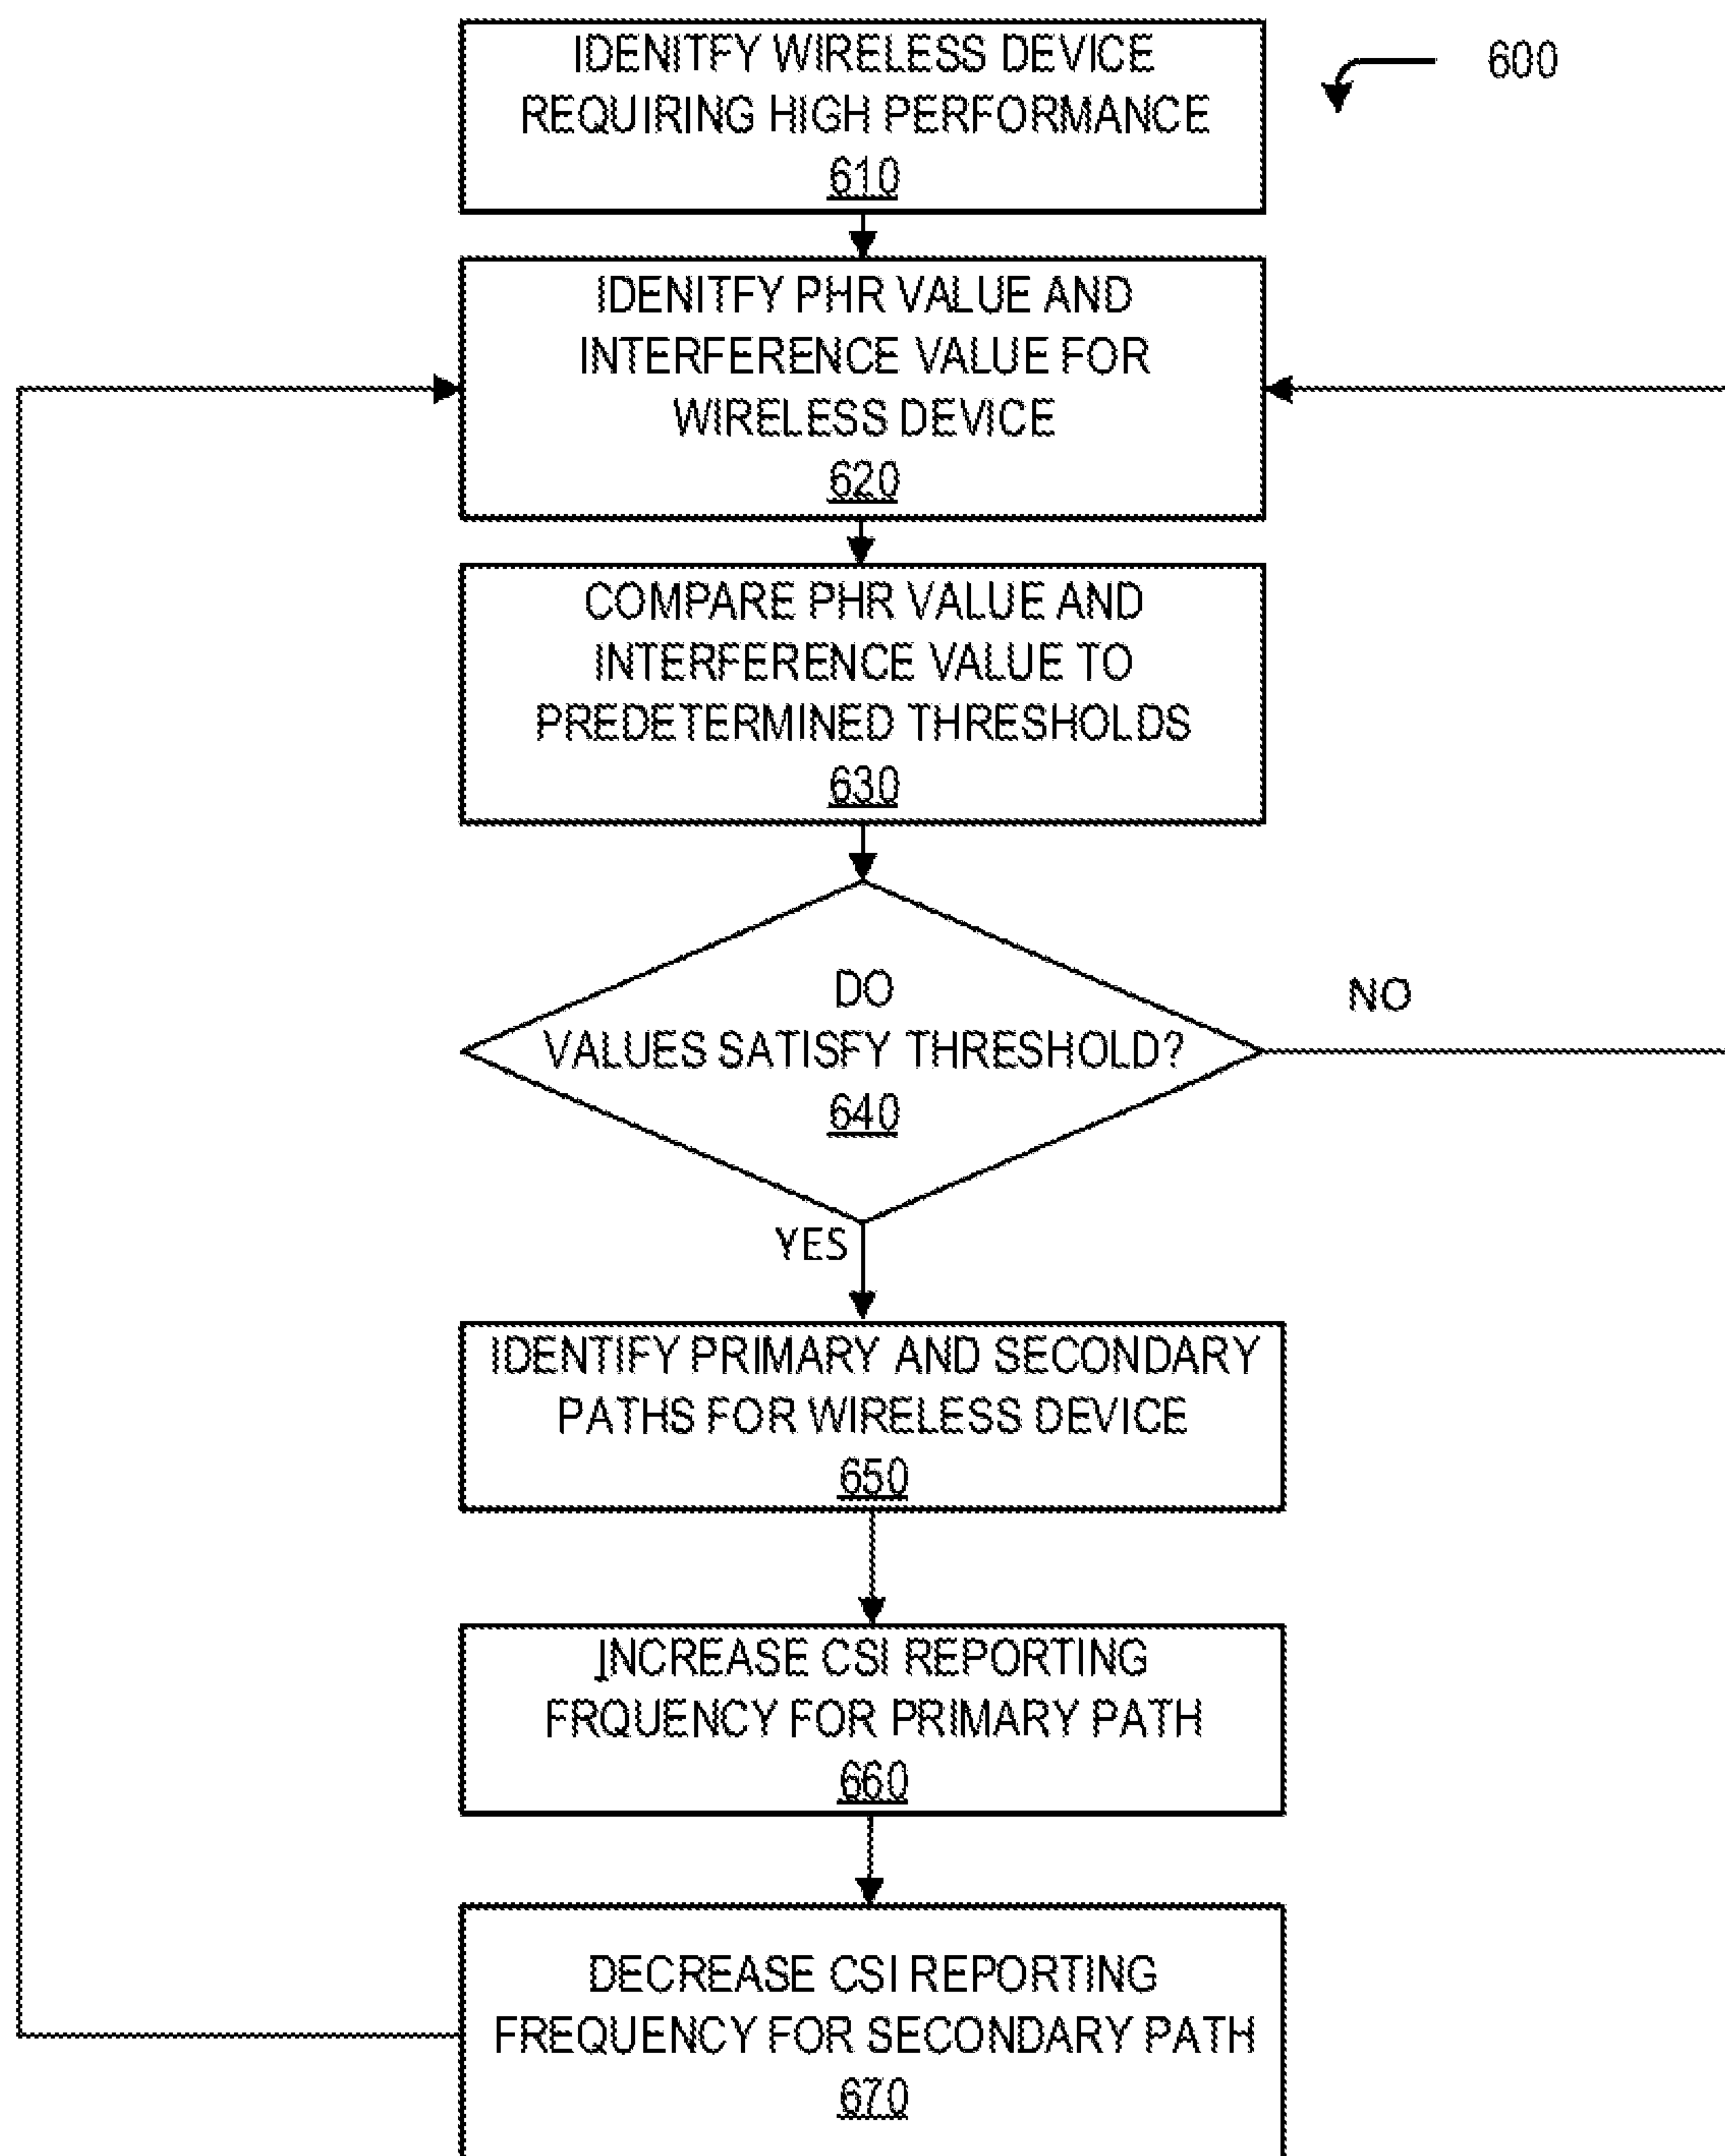 IDENITFY WIRELESS DEVICE
REQUIRING HIGH PERFORMANCE
610
600
IDENITFY PHR VALUE AND
INTERFERENCE VALUE FOR
WIRELESS DEVICE
620
COMPARE PHR VALUE AND
INTERFERENCE VALUE TO
PREDETERMINED THRESHOLDS
630
DO
VALUES SATISFY THRESHOLD?
640
NO
YES
IDENTIFY PRIMARY AND SECONDARY
PATHS FOR WIRELESS DEVICE
650
INCREASE CSI REPORTING
FRQUENCY FOR PRIMARY PATH
660
DECREASE CSI REPORTING
FREQUENCY FOR SECONDARY PATH
670